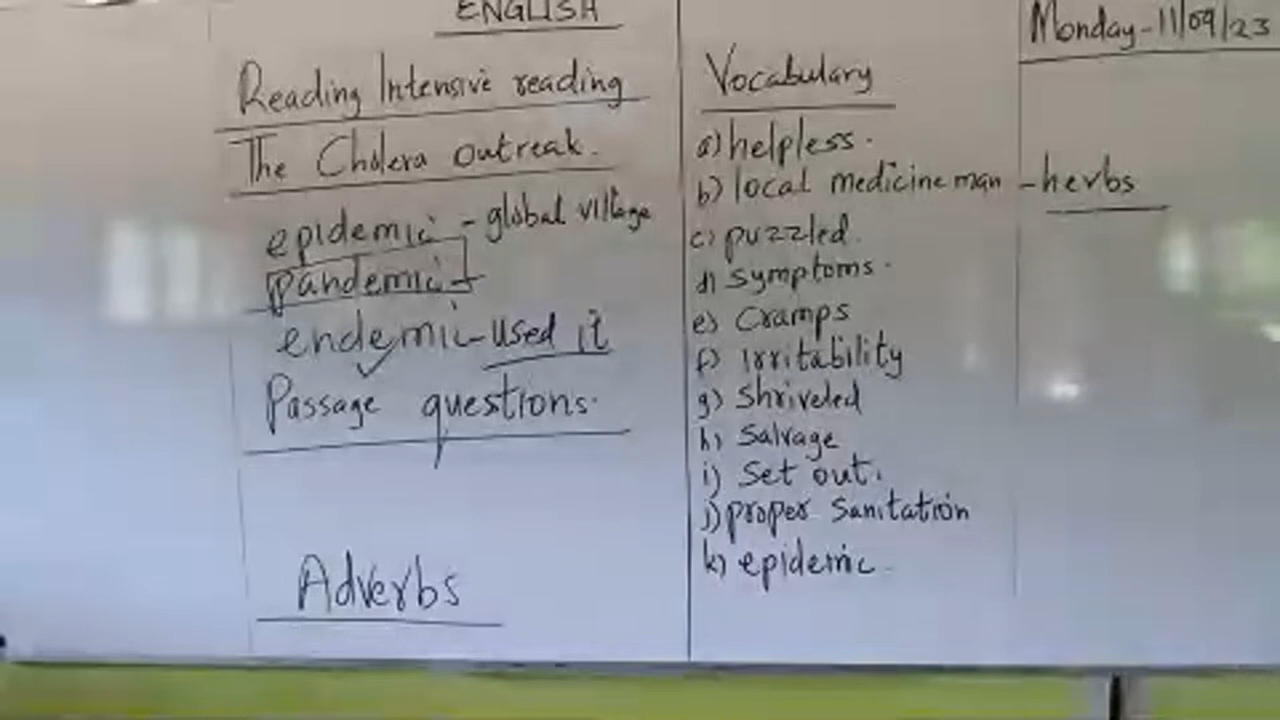 ENGLISH
Reading Intensive reading
The Cholera outreak.
epidemic - global village
pandemic
endemic - used it
Passage questions.
Adverbs
Vocabulary
a) helpless.
b) local medicine man - herbs
c) puzzled.
d) symptoms.
e) cramps
f) irritability
g) shriveled
h) salvage
i) set out.
j) proper sanitation
k) epidemic.
Monday - 11/09/23